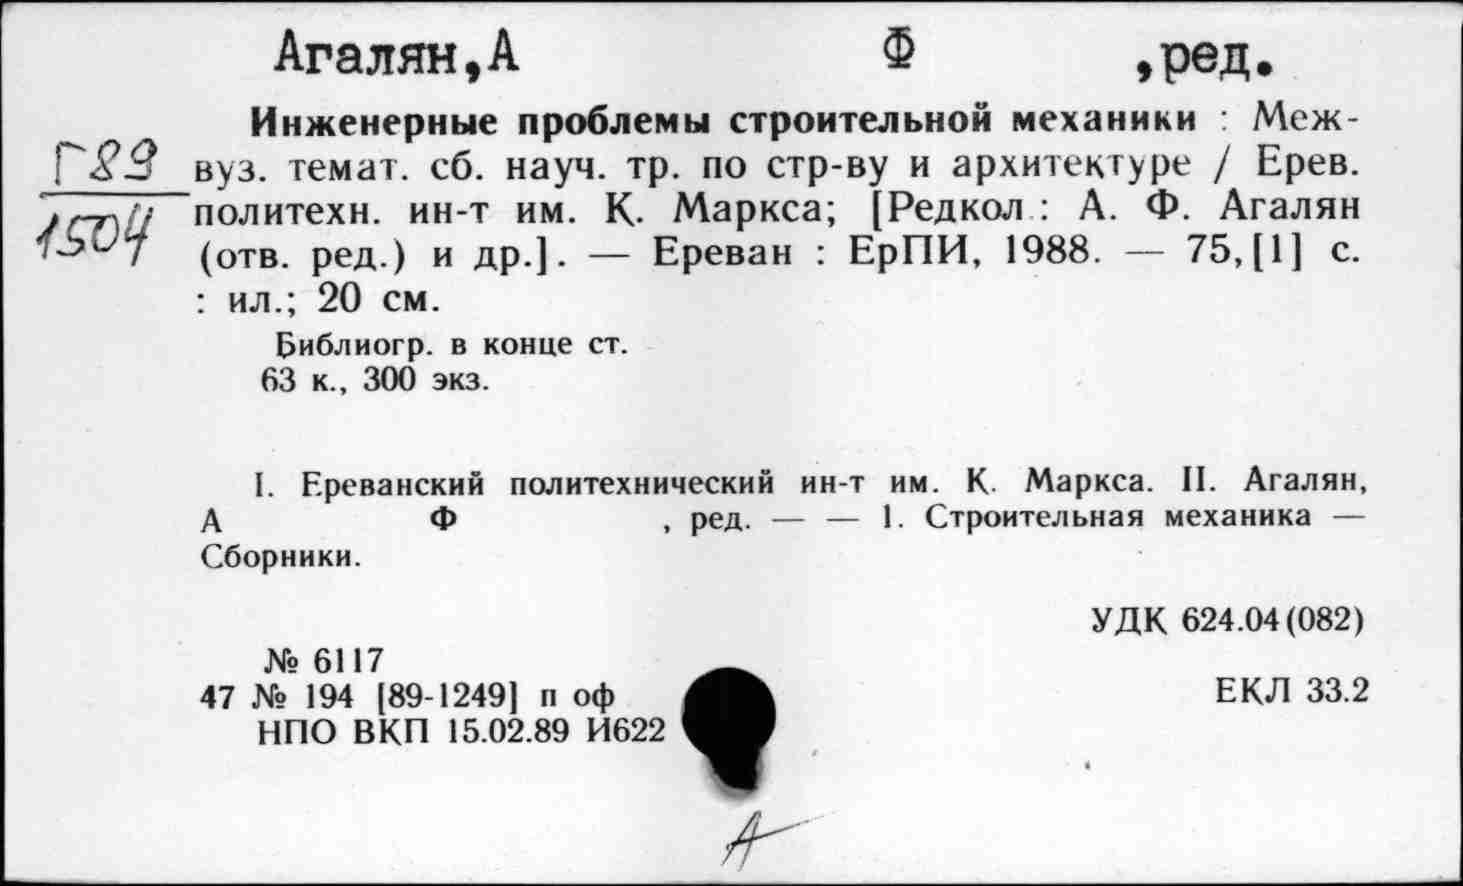 Агалян,А Ф ,ред.
Инженерные проблемы строительной механики : Меж-
Г89 вуз. темат. сб. науч. тр. по стр-ву и архитектуре / Ерев.
1504 политехн. ин-т им. К. Маркса; [Редкол.: А. Ф. Агалян
(отв. ред.) и др.]. — Ереван : ЕрПИ, 1988. — 75,[1] с.
: ил.; 20 см.
Библиогр. в конце ст.
63 к., 300 экз.
I. Ереванский политехнический ин-т им. К. Маркса. II. Агалян,
А Ф , ред. — — 1. Строительная механика —
Сборники.
УДК 624.04(082)
№ 6117
47 № 194 [89-1249] п оф
ЕКЛ 33.2
НПО ВКП 15.02.89 И622
А